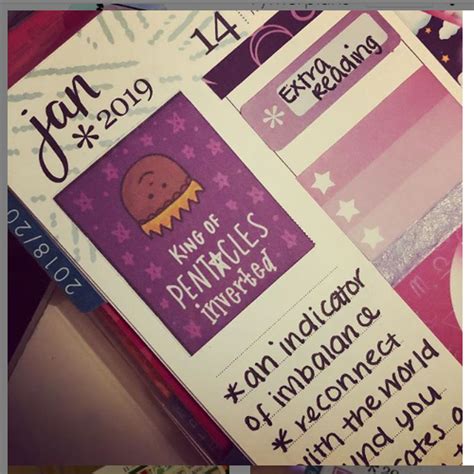 14
jan
* 2019
Extra
Reading
KING OF
PENTACLES
inverted
2018/20
* an indicator
of imbalance
* reconnect
with the world
you